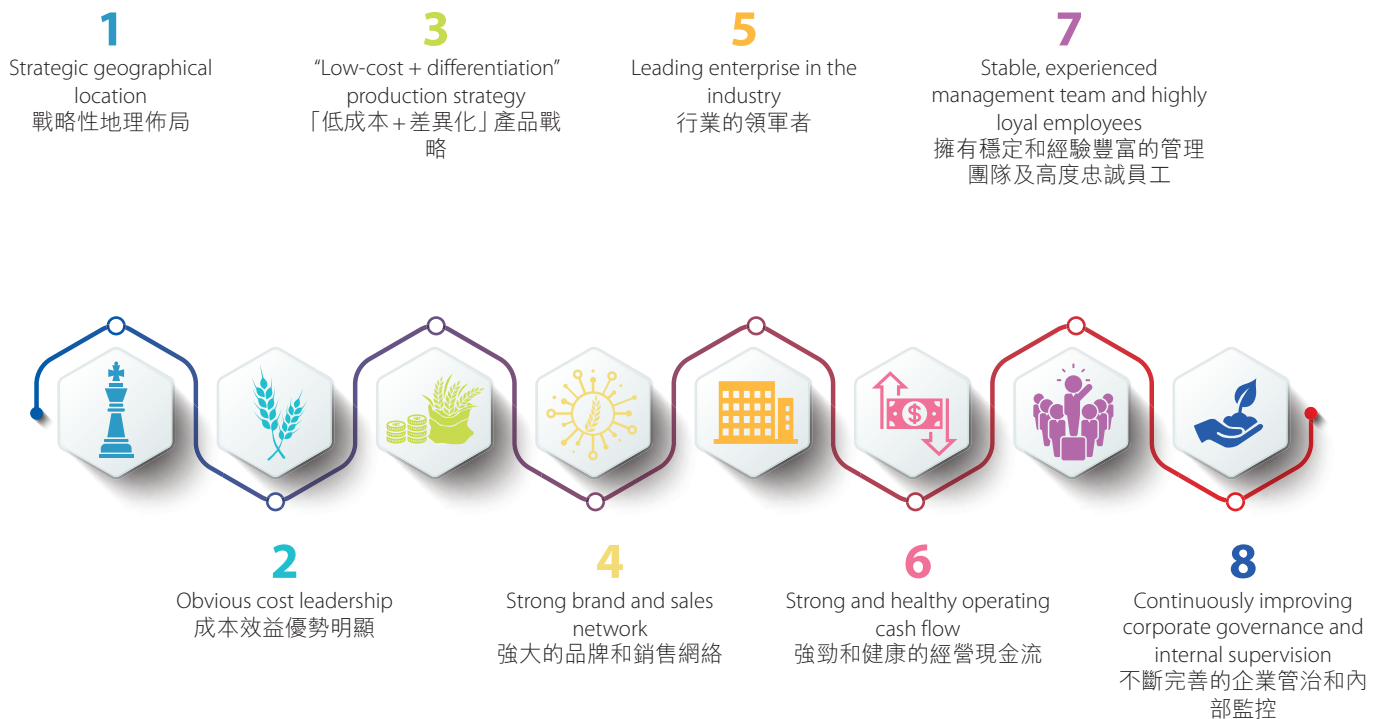 1
Strategic geographical
location
戰略性地理佈局
2
Obvious cost leadership
成本效益優勢明顯
3
“Low-cost + differentiation”
production strategy
「低成本+差異化」產品戰
略
4
Strong brand and sales
network
強大的品牌和銷售網絡
5
Leading enterprise in the
industry
行業的領軍者
6
Strong and healthy operating
cash flow
強勁和健康的經營現金流
7
Stable, experienced
management team and highly
loyal employees
擁有穩定和經驗豐富的管理
團隊及高度忠誠員工
8
Continuously improving
corporate governance and
internal supervision
不斷完善的企業管治和內
部監控
$